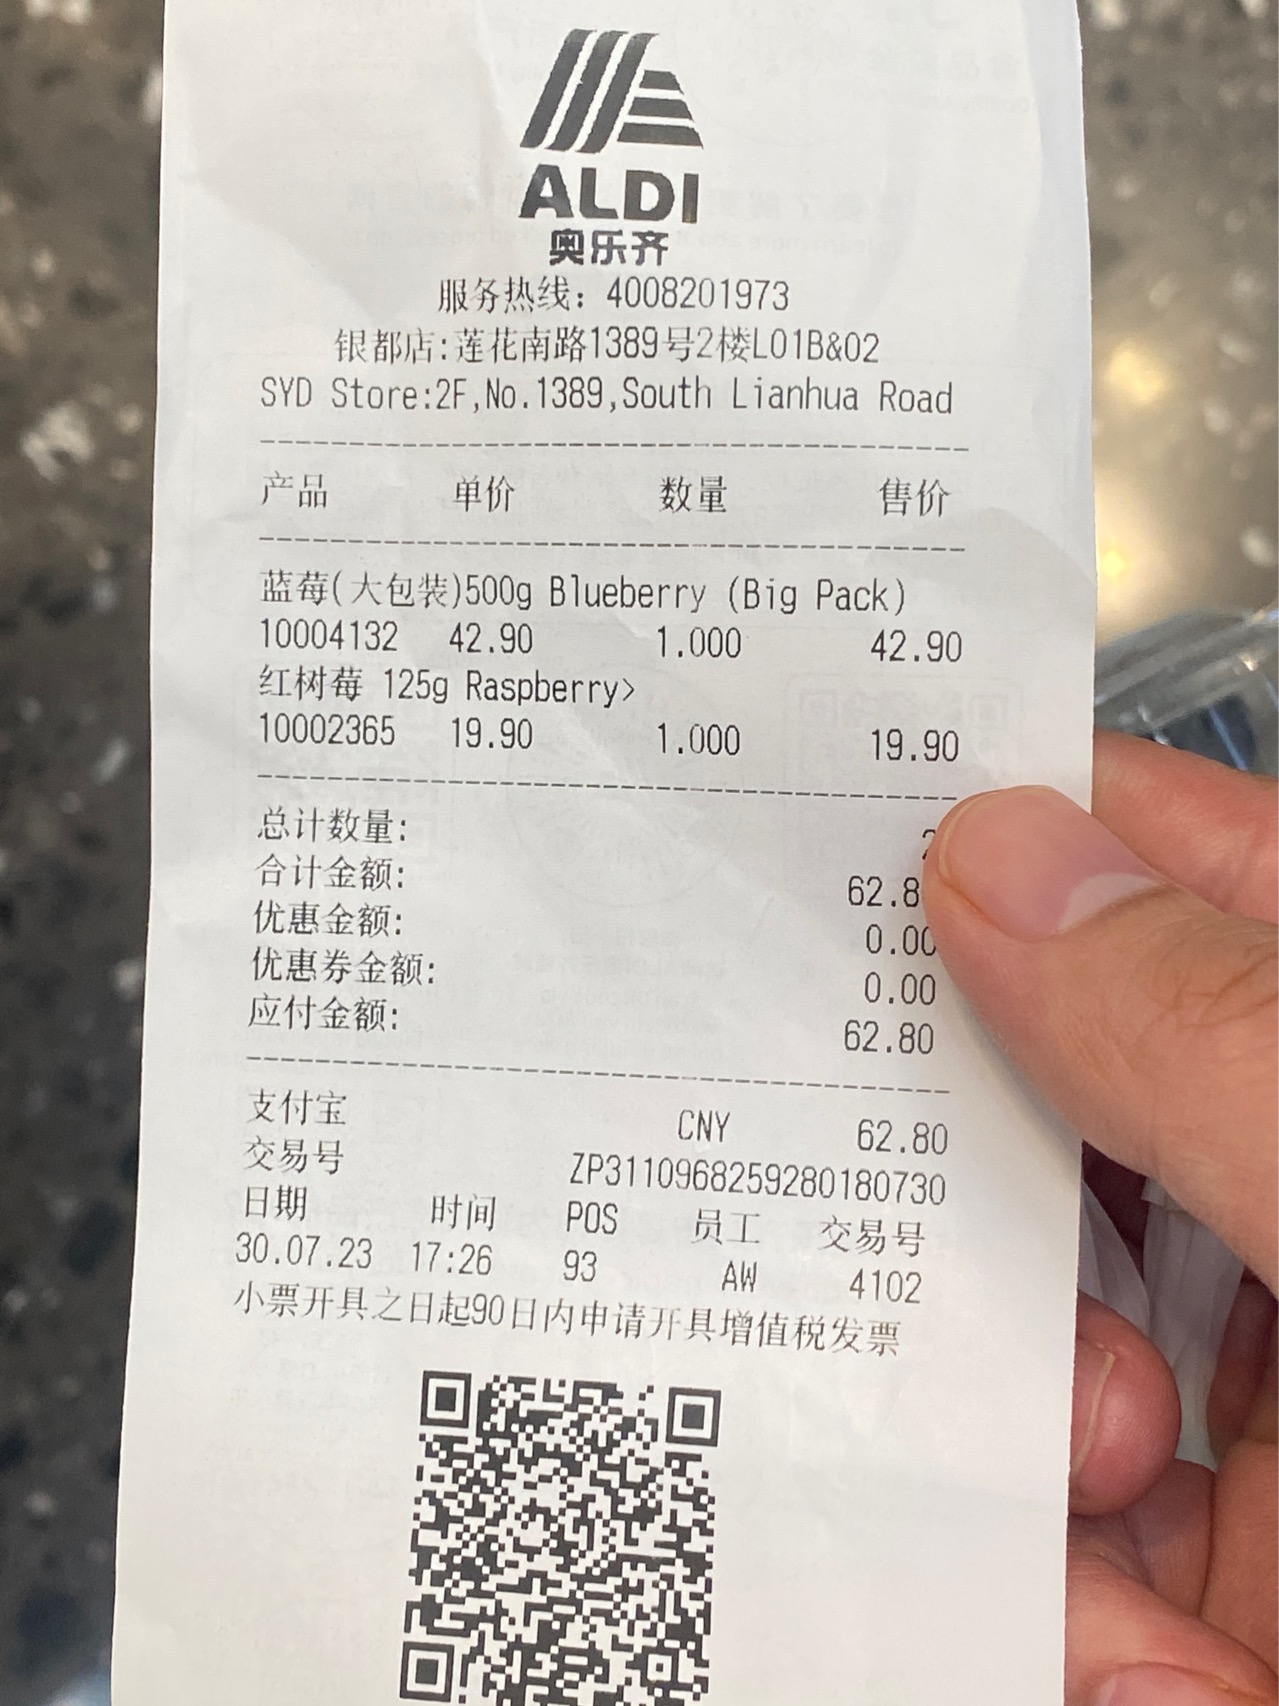 ALDI
奥乐齐
服务热线：4008201973
银都店:莲花南路1389号2楼L01B&02
SYD Store:2F,No.1389,South Lianhua Road
产品 单价 数量 售价
蓝莓(大包装)500g Blueberry (Big Pack)
10004132 42.90 1.000 42.90
红树莓 125g Raspberry>
10002365 19.90 1.000 19.90
总计数量: 2
合计金额: 62.8
优惠金额: 0.00
优惠券金额: 0.00
应付金额: 62.80
支付宝 CNY 62.80
交易号 ZP3110968259280180730
日期 时间 POS 员工 交易号
30.07.23 17:26 93 AW 4102
小票开具之日起90日内申请开具增值税发票